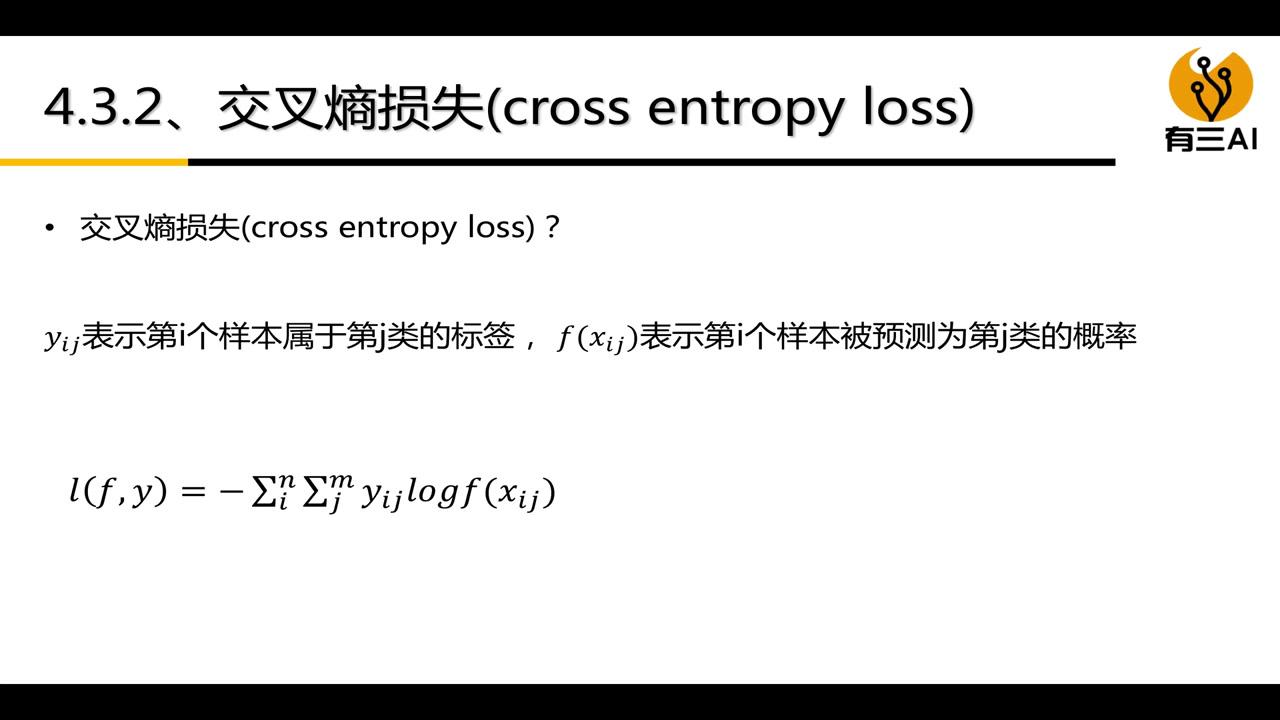 4.3.2、交叉熵损失(cross entropy loss)
有三AI
• 交叉熵损失(cross entropy loss)？
y_{ij}表示第i个样本属于第j类的标签， f(x_{ij})表示第i个样本被预测为第j类的概率
l(f,y) = −∑_i^n ∑_j^m y_{ij}logf(x_{ij})